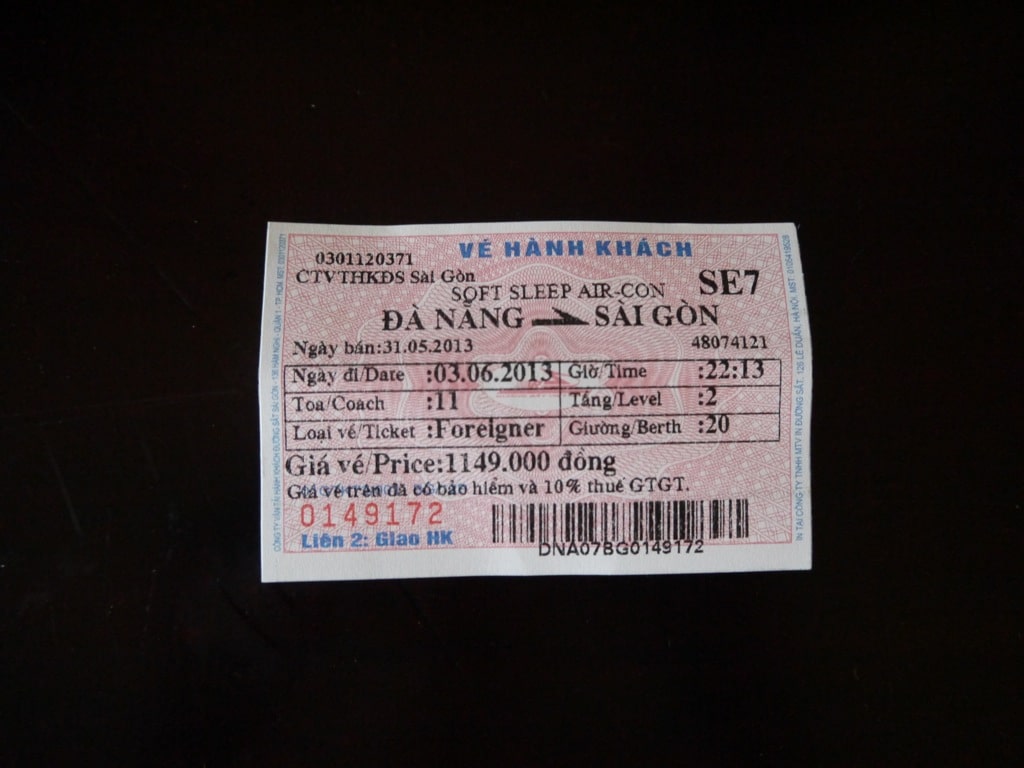 VÉ HÀNH KHÁCH
0301120371
CTVTHKĐS Sài Gòn
SE7
SOFT SLEEP AIR-CON
ĐÀ NẴNG SÀI GÒN
Ngày bán:31.05.2013 48074121
Ngày đi/Date :03.06.2013 Giờ/Time :22:13
Toa/Coach :11 Tầng/Level :2
Loại vé/Ticket :Foreigner Giường/Berth :20
Giá vé/Price:1149.000 đồng
Giá vé trên đã có bảo hiểm và 10% thuế GTGT.
0149172
Liên 2: Giao HK
DNA07BG0149172